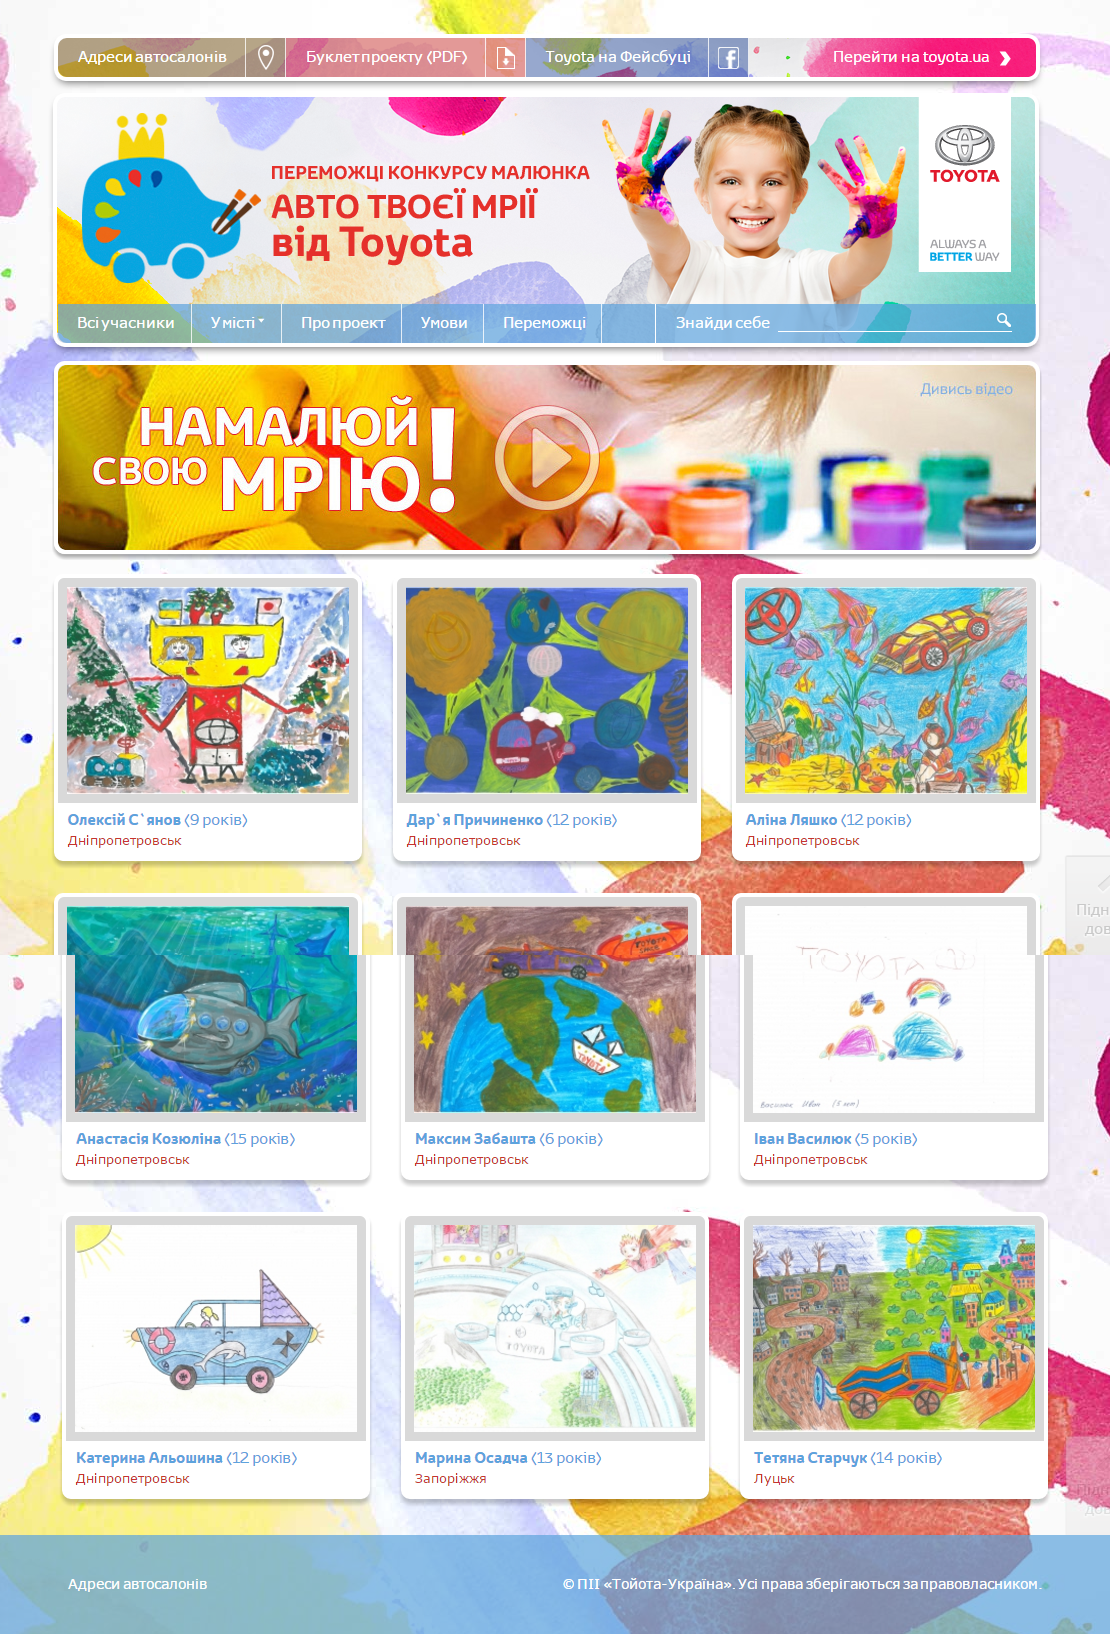 Адреси автосалонів
Буклет проекту (PDF)
Toyota на Фейсбуці
Перейти на toyota.ua
ПЕРЕМОЖЦІ КОНКУРСУ МАЛЮНКА
АВТО ТВОЄЇ МРІЇ
від Toyota
TOYOTA
ALWAYS A
BETTER WAY
Всі учасники
У місті
Про проект
Умови
Переможці
Знайди себе
Дивись відео
НАМАЛЮЙ
СВОЮ МРІЮ!
Олексій С`янов (9 років)
Дніпропетровськ
Дар`я Причиненко (12 років)
Дніпропетровськ
Аліна Ляшко (12 років)
Дніпропетровськ
TOYOTA
TOYOTA
TOYOTA
Анастасія Козюліна (15 років)
Дніпропетровськ
Максим Забашта (6 років)
Дніпропетровськ
Іван Василюк (5 років)
Дніпропетровськ
TOYOTA
Катерина Альошина (12 років)
Дніпропетровськ
Марина Осадча (13 років)
Запоріжжя
Тетяна Старчук (14 років)
Луцьк
Адреси автосалонів
© ПІІ «Тойота-Україна». Усі права зберігаються за правовласником.